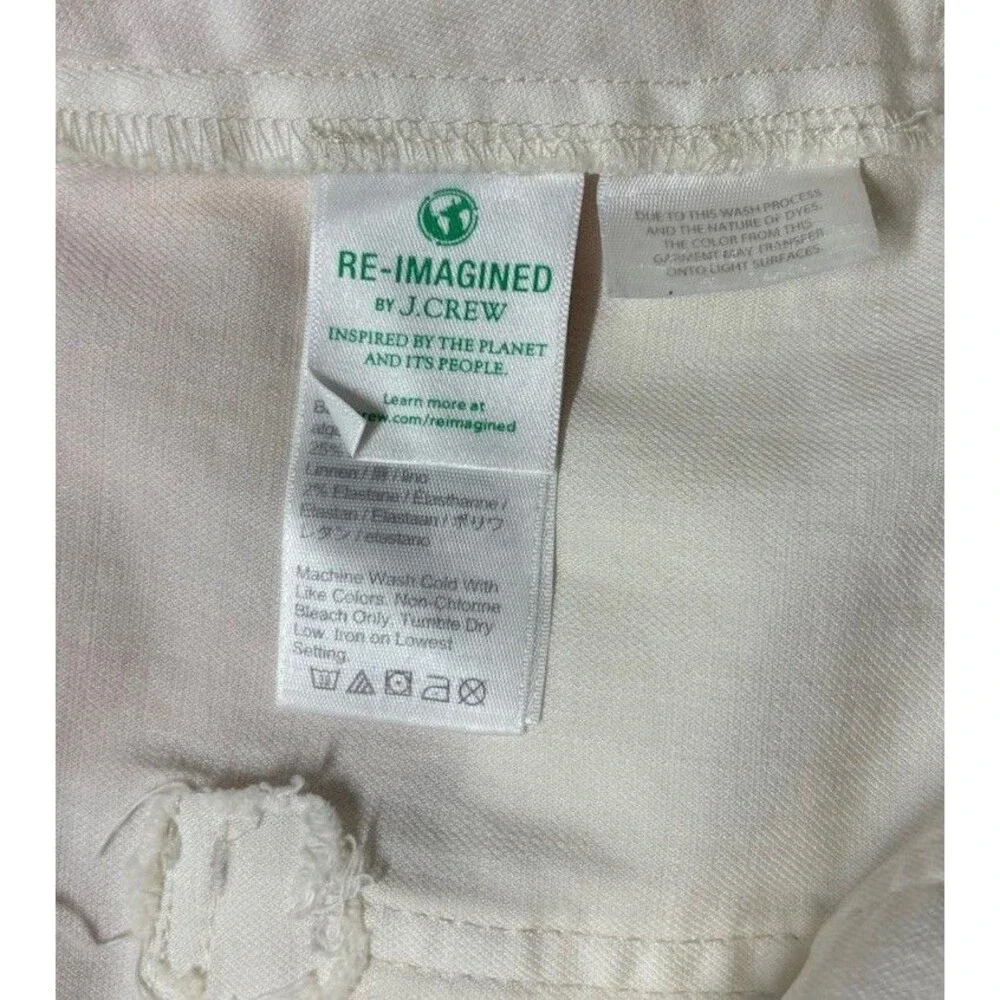 RE-IMAGINED
BY J.CREW
INSPIRED BY THE PLANET
AND ITS PEOPLE.
Learn more at
rew.com/reimagined
25%
Linnen / 麻 / lino
2% Elastane / Élasthanne /
Elastan / Elastaan / ポリウ
レタン / elastano
Machine Wash Cold With
Like Colors. Non-Chlorine
Bleach Only. Tumble Dry
Low. Iron on Lowest
Setting.
DUE TO THIS WASH PROCESS
AND THE NATURE OF DYES,
THE COLOR FROM THIS
GARMENT MAY TRANSFER
ONTO LIGHT SURFACES.